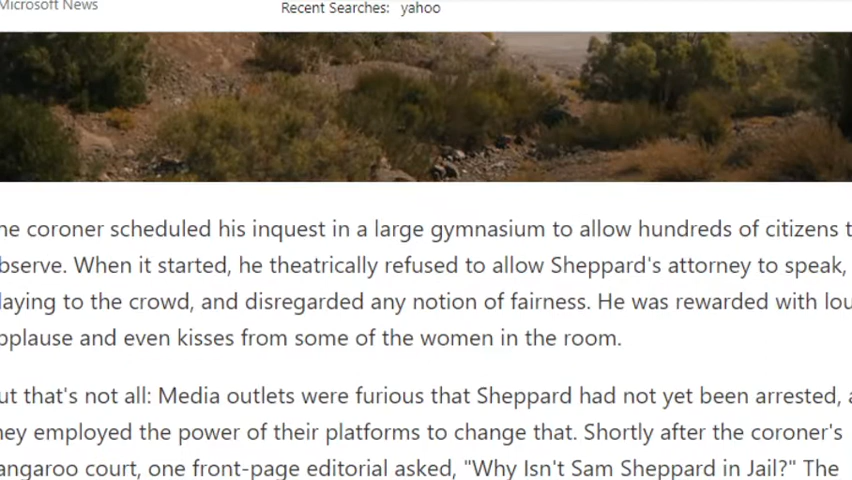 Microsoft News
Recent Searches: yahoo
he coroner scheduled his inquest in a large gymnasium to allow hundreds of citizens t
bserve. When it started, he theatrically refused to allow Sheppard's attorney to speak,
laying to the crowd, and disregarded any notion of fairness. He was rewarded with lou
pplause and even kisses from some of the women in the room.
ut that's not all: Media outlets were furious that Sheppard had not yet been arrested, a
hey employed the power of their platforms to change that. Shortly after the coroner's
angaroo court, one front-page editorial asked, "Why Isn't Sam Sheppard in Jail?" The